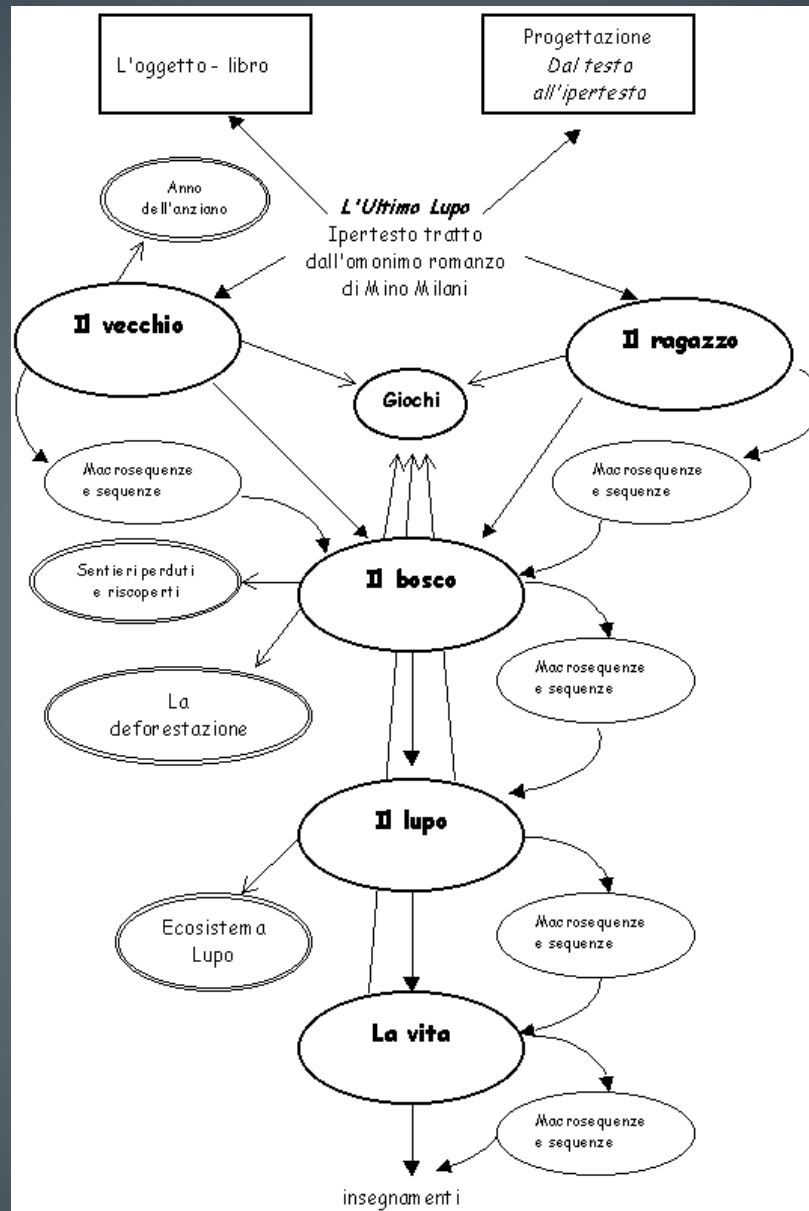 L'oggetto - libro
Progettazione
Dal testo
all'ipertesto
Anno
dell'anziano
L'Ultimo Lupo
Ipertesto tratto
dall'omonimo romanzo
di Mino Milani
Il vecchio
Il ragazzo
Giochi
Macrosequenze
e sequenze
Macrosequenze
e sequenze
Sentieri perduti
e riscoperti
Il bosco
La
deforestazione
Macrosequenze
e sequenze
Il lupo
Ecosistema
Lupo
Macrosequenze
e sequenze
La vita
Macrosequenze
e sequenze
insegnamenti